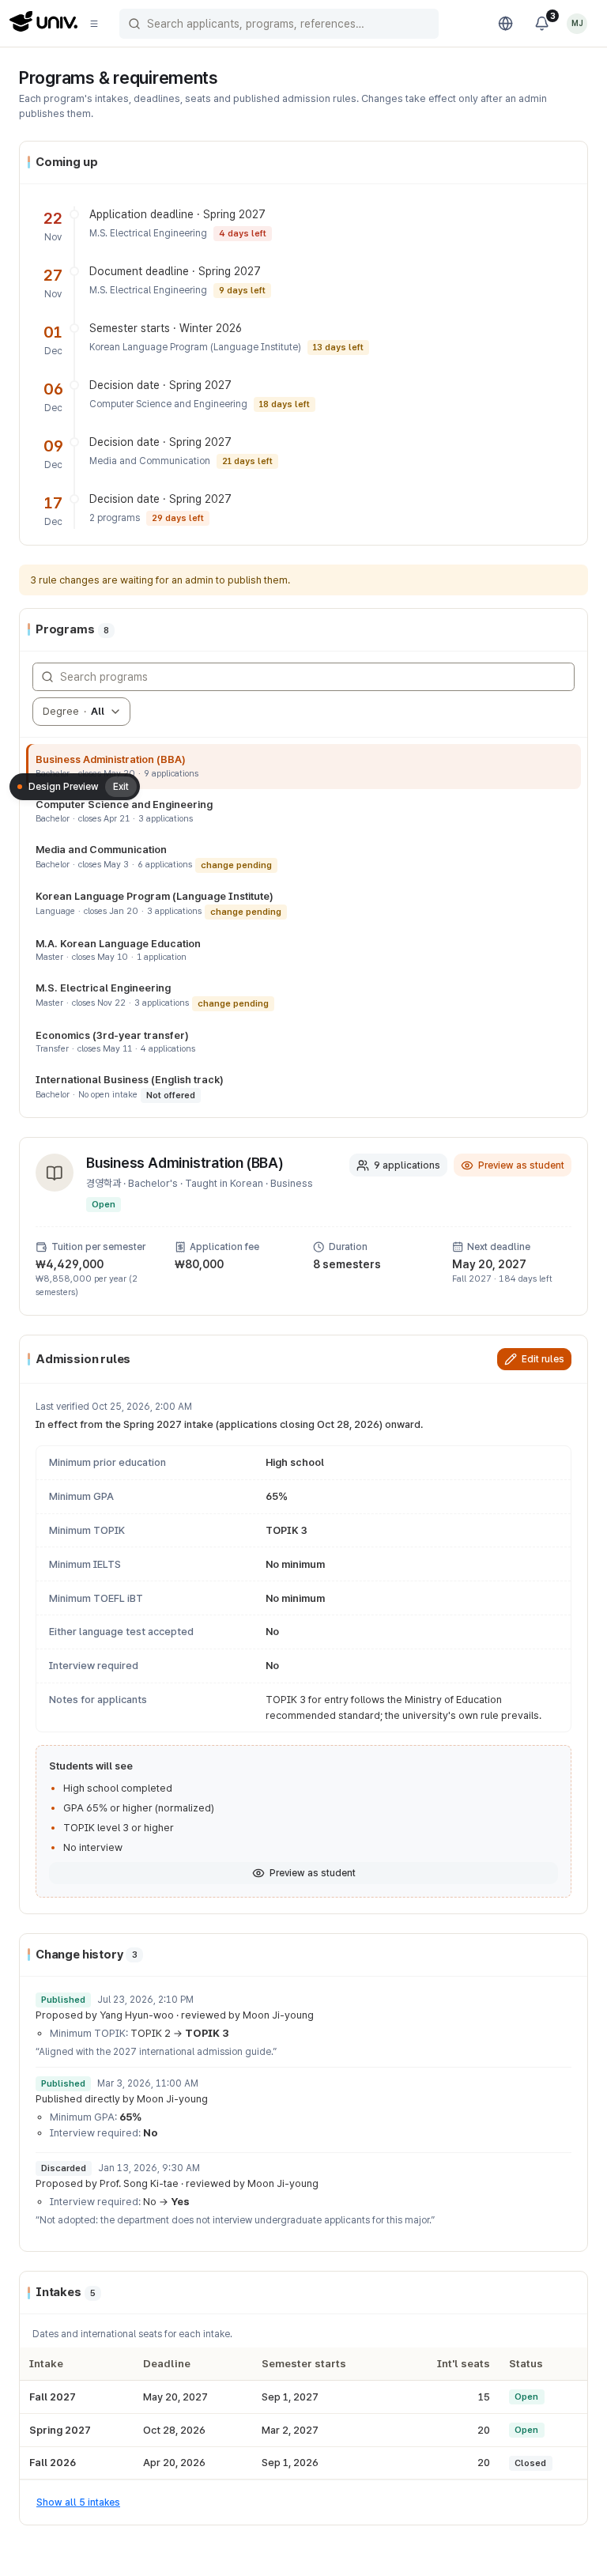 UNIV.
Search applicants, programs, references...
3
MJ
Programs & requirements
Each program's intakes, deadlines, seats and published admission rules. Changes take effect only after an admin
publishes them.
Coming up
22 Nov
Application deadline · Spring 2027
M.S. Electrical Engineering 4 days left
27 Nov
Document deadline · Spring 2027
M.S. Electrical Engineering 9 days left
01 Dec
Semester starts · Winter 2026
Korean Language Program (Language Institute) 13 days left
06 Dec
Decision date · Spring 2027
Computer Science and Engineering 18 days left
09 Dec
Decision date · Spring 2027
Media and Communication 21 days left
17 Dec
Decision date · Spring 2027
2 programs 29 days left
3 rule changes are waiting for an admin to publish them.
Programs 8
Search programs
Degree · All
Business Administration (BBA)
9 applications
Design Preview Exit
Computer Science and Engineering
Bachelor · closes Apr 21 · 3 applications
Media and Communication
Bachelor · closes May 3 · 6 applications change pending
Korean Language Program (Language Institute)
Language · closes Jan 20 · 3 applications change pending
M.A. Korean Language Education
Master · closes May 10 · 1 application
M.S. Electrical Engineering
Master · closes Nov 22 · 3 applications change pending
Economics (3rd-year transfer)
Transfer · closes May 11 · 4 applications
International Business (English track)
Bachelor · No open intake Not offered
Business Administration (BBA)
9 applications
Preview as student
경영학과 · Bachelor's · Taught in Korean · Business
Open
Tuition per semester
₩4,429,000
₩8,858,000 per year (2
semesters)
Application fee
₩80,000
Duration
8 semesters
Next deadline
May 20, 2027
Fall 2027 · 184 days left
Admission rules
Edit rules
Last verified Oct 25, 2026, 2:00 AM
In effect from the Spring 2027 intake (applications closing Oct 28, 2026) onward.
Minimum prior education High school
Minimum GPA 65%
Minimum TOPIK TOPIK 3
Minimum IELTS No minimum
Minimum TOEFL iBT No minimum
Either language test accepted No
Interview required No
Notes for applicants TOPIK 3 for entry follows the Ministry of Education
recommended standard; the university's own rule prevails.
Students will see
• High school completed
• GPA 65% or higher (normalized)
• TOPIK level 3 or higher
• No interview
Preview as student
Change history 3
Published Jul 23, 2026, 2:10 PM
Proposed by Yang Hyun-woo · reviewed by Moon Ji-young
Minimum TOPIK: TOPIK 2 → TOPIK 3
“Aligned with the 2027 international admission guide.”
Published Mar 3, 2026, 11:00 AM
Published directly by Moon Ji-young
Minimum GPA: 65%
Interview required: No
Discarded Jan 13, 2026, 9:30 AM
Proposed by Prof. Song Ki-tae · reviewed by Moon Ji-young
Interview required: No → Yes
“Not adopted: the department does not interview undergraduate applicants for this major.”
Intakes 5
Dates and international seats for each intake.
Intake Deadline Semester starts Int'l seats Status
Fall 2027 May 20, 2027 Sep 1, 2027 15 Open
Spring 2027 Oct 28, 2026 Mar 2, 2027 20 Open
Fall 2026 Apr 20, 2026 Sep 1, 2026 20 Closed
Show all 5 intakes